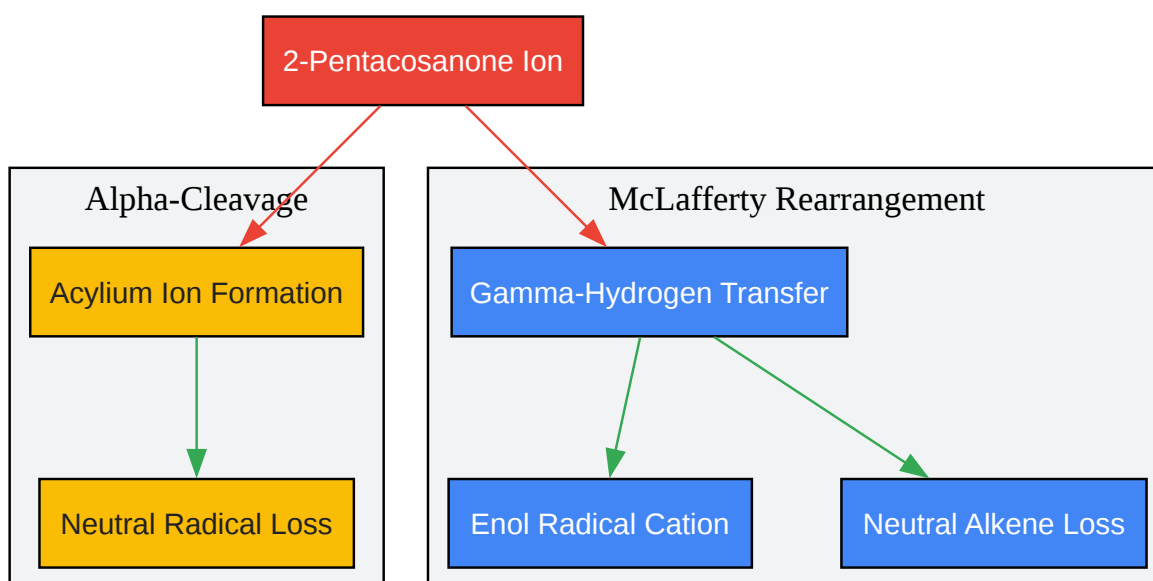 2-Pentacosanone Ion
Alpha-Cleavage
McLafferty Rearrangement
Acylium Ion Formation
Gamma-Hydrogen Transfer
Neutral Radical Loss
Enol Radical Cation
Neutral Alkene Loss